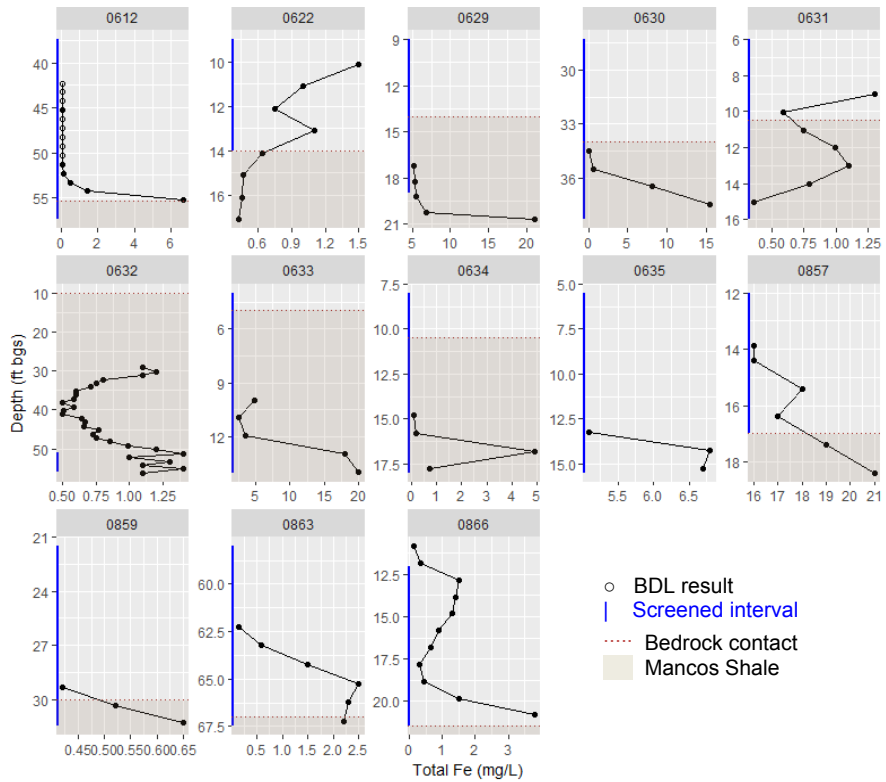 0612 0622 0629 0630 0631
40 45 50 55
0 2 4 6
10 12 14 16
0.6 0.9 1.2 1.5
9 12 15 18 21
5 10 15 20
30 33 36
0 5 10 15
6 8 10 12 14 16
0.50 0.75 1.00 1.25
0632 0633 0634 0635 0857
Depth (ft bgs)
10 20 30 40 50
0.50 0.75 1.00 1.25
6 9 12
5 10 15 20
7.5 10.0 12.5 15.0 17.5
0 1 2 3 4 5
5.0 7.5 10.0 12.5 15.0
5.0 5.5 6.0 6.5
12 14 16 18
16 17 18 19 20 21
0859 0863 0866
21 24 27 30
0.45 0.50 0.55 0.60 0.65
60.0 62.5 65.0 67.5
0.5 1.0 1.5 2.0 2.5
12.5 15.0 17.5 20.0
0 1 2 3
Total Fe (mg/L)
BDL result
Screened interval
Bedrock contact
Mancos Shale